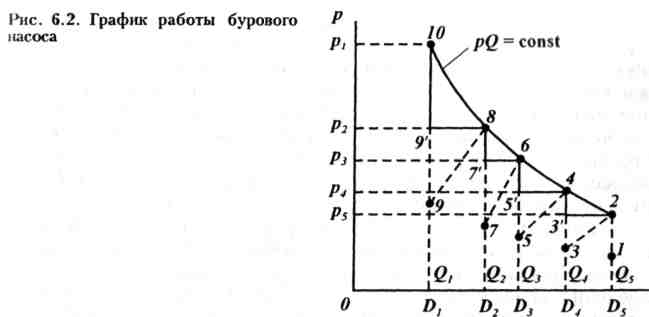 Рис. 6.2. График работы бурового
насоса
p
10
p₁
pQ = const
p₂
8
9′
p₃
6
7′
p₄
4
9
5′
p₅
2
3′
7
5
3
1
Q₁ Q₂ Q₃ Q₄ Q₅
0 D₁ D₂ D₃ D₄ D₅